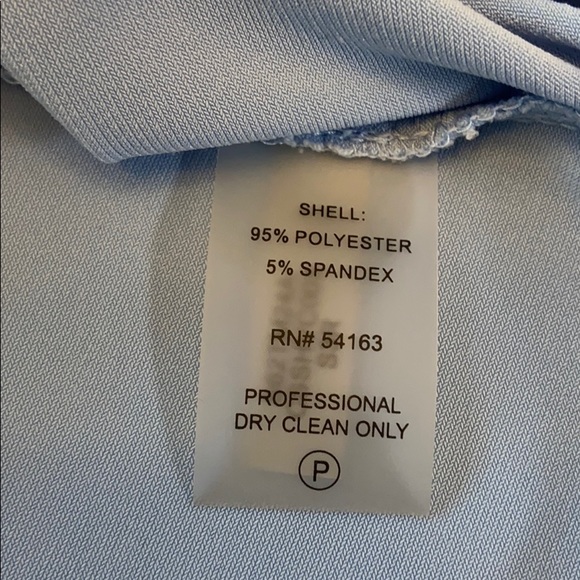 SHELL:
95% POLYESTER
5% SPANDEX
RN# 54163
PROFESSIONAL
DRY CLEAN ONLY
P